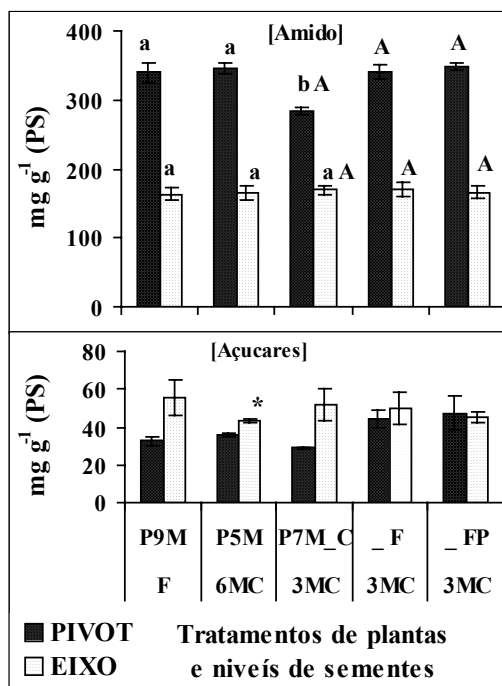 [Amido]
400
300
200
100
0
mg g-1 (PS)
a a b A A A
a a a A A A
[Açucares]
80
60
40
20
0
mg g-1 (PS)
*
P9M P5M P7M_C _ F _ FP
F 6MC 3MC 3MC 3MC
PIVOT Tratamentos de plantas
EIXO e nivéis de sementes